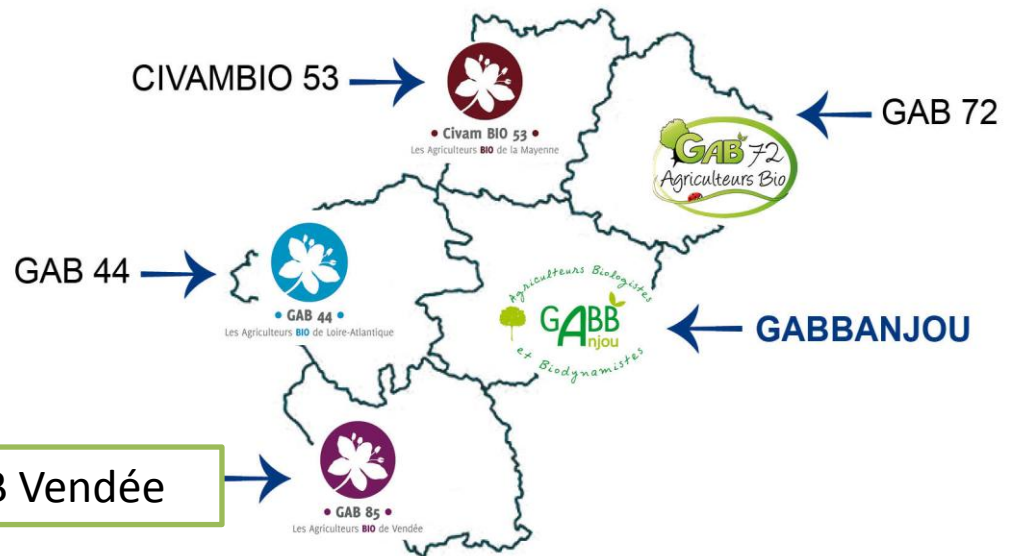 CIVAMBIO 53
• Civam BIO 53 •
Les Agriculteurs BIO de la Mayenne
GAB 72
GAB 72
Agriculteurs Bio
GAB 44
• GAB 44 •
Les Agriculteurs BIO de Loire-Atlantique
Agriculteurs Biologistes
GABB
Anjou
et Biodynamistes
GABBANJOU
Vendée
• GAB 85 •
Les Agriculteurs BIO de Vendée